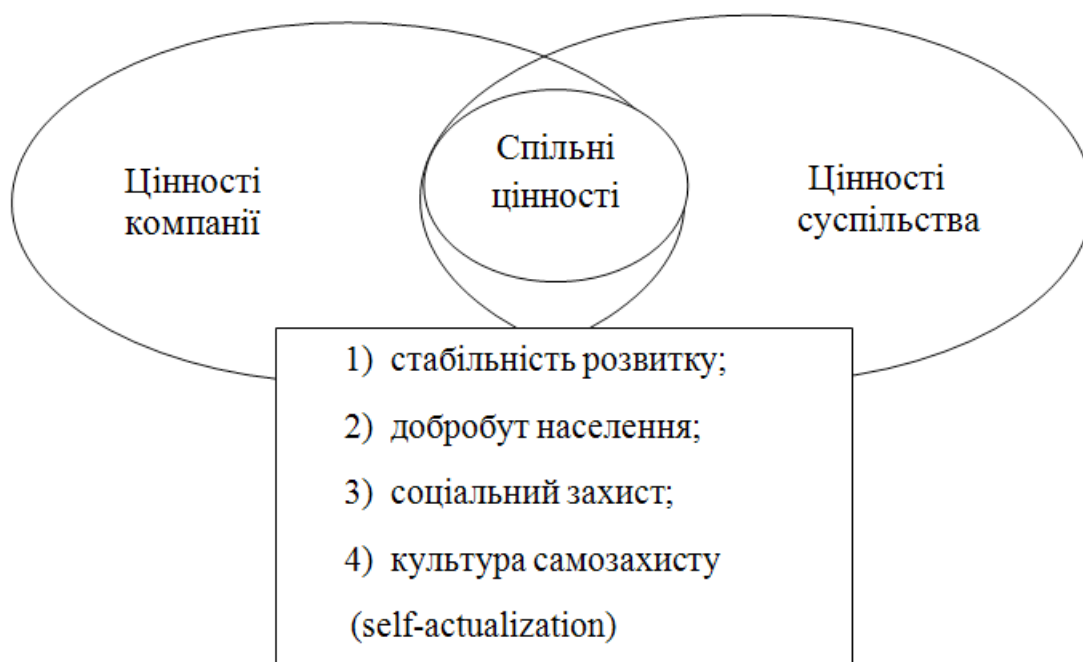 Цінності
компанії
Спільні
цінності
Цінності
суспільства
1) стабільність розвитку;
2) добробут населення;
3) соціальний захист;
4) культура самозахисту
(self-actualization)